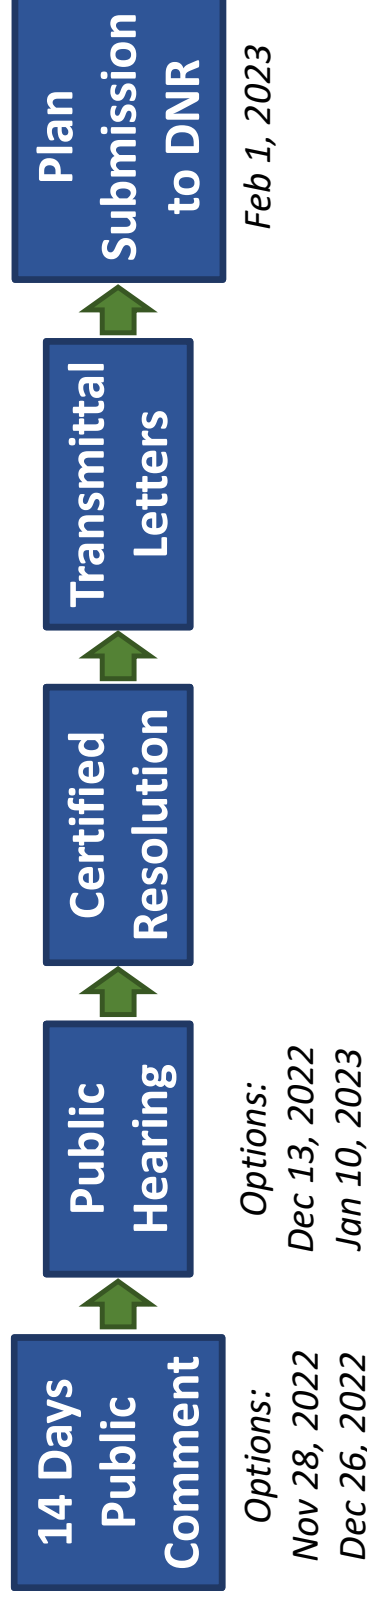 14 Days
Public
Comment
Options:
Nov 28, 2022
Dec 26, 2022
Public
Hearing
Options:
Dec 13, 2022
Jan 10, 2023
Certified
Resolution
Transmittal
Letters
Plan
Submission
to DNR
Feb 1, 2023